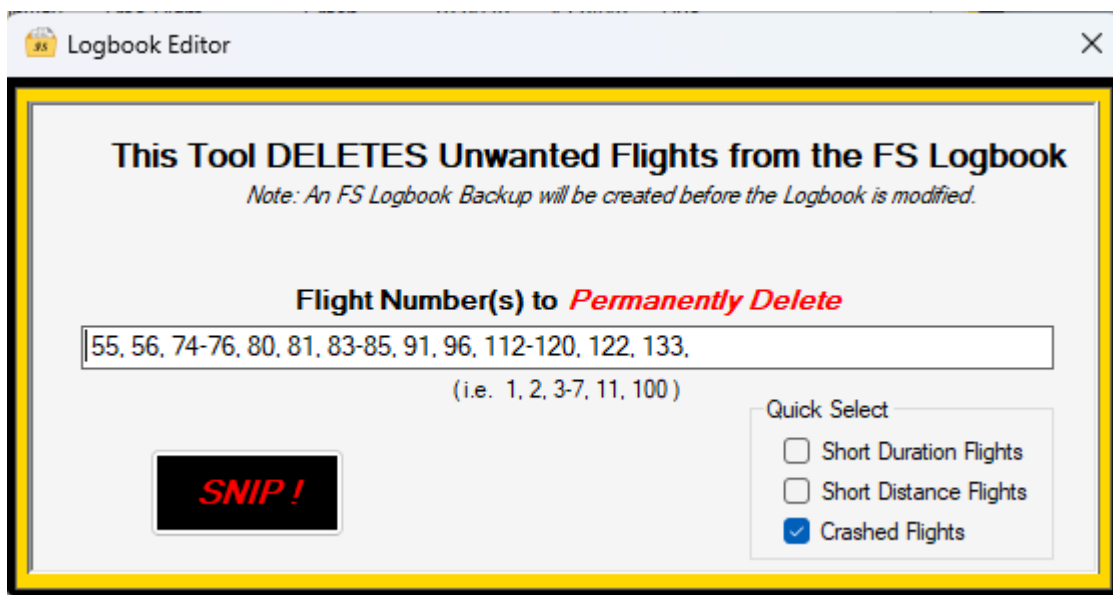 Logbook Editor
This Tool DELETES Unwanted Flights from the FS Logbook
Note: An FS Logbook Backup will be created before the Logbook is modified.
Flight Number(s) to Permanently Delete
55, 56, 74-76, 80, 81, 83-85, 91, 96, 112-120, 122, 133,
( i.e. 1, 2, 3-7, 11, 100 )
Quick Select
Short Duration Flights
Short Distance Flights
Crashed Flights
SNIP !